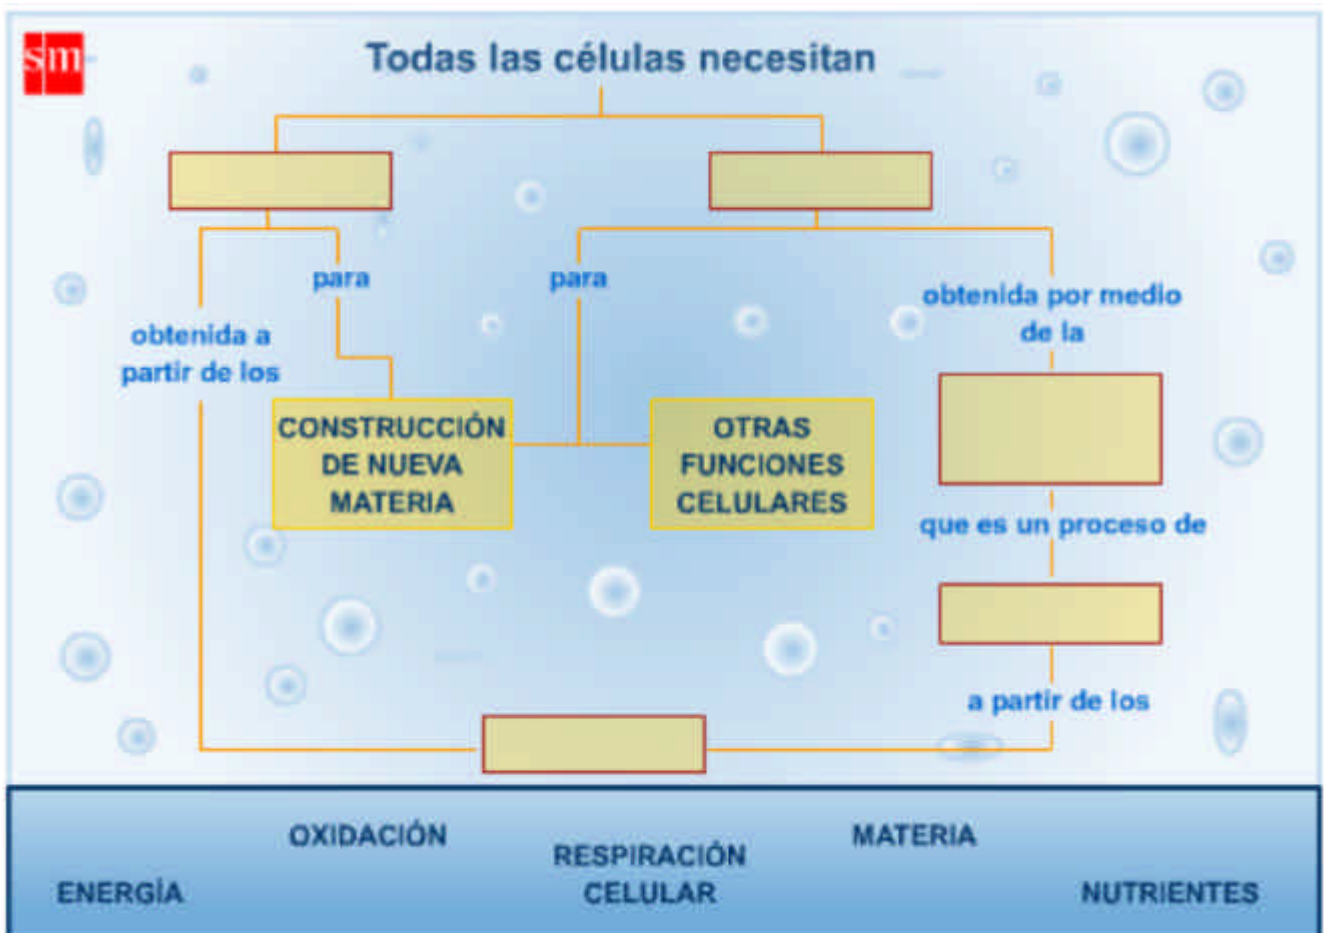 sm
Todas las células necesitan
para
para
obtenida por medio
de la
obtenida a
partir de los
CONSTRUCCIÓN
DE NUEVA
MATERIA
OTRAS
FUNCIONES
CELULARES
que es un proceso de
a partir de los
OXIDACIÓN
MATERIA
RESPIRACIÓN
CELULAR
ENERGÍA
NUTRIENTES